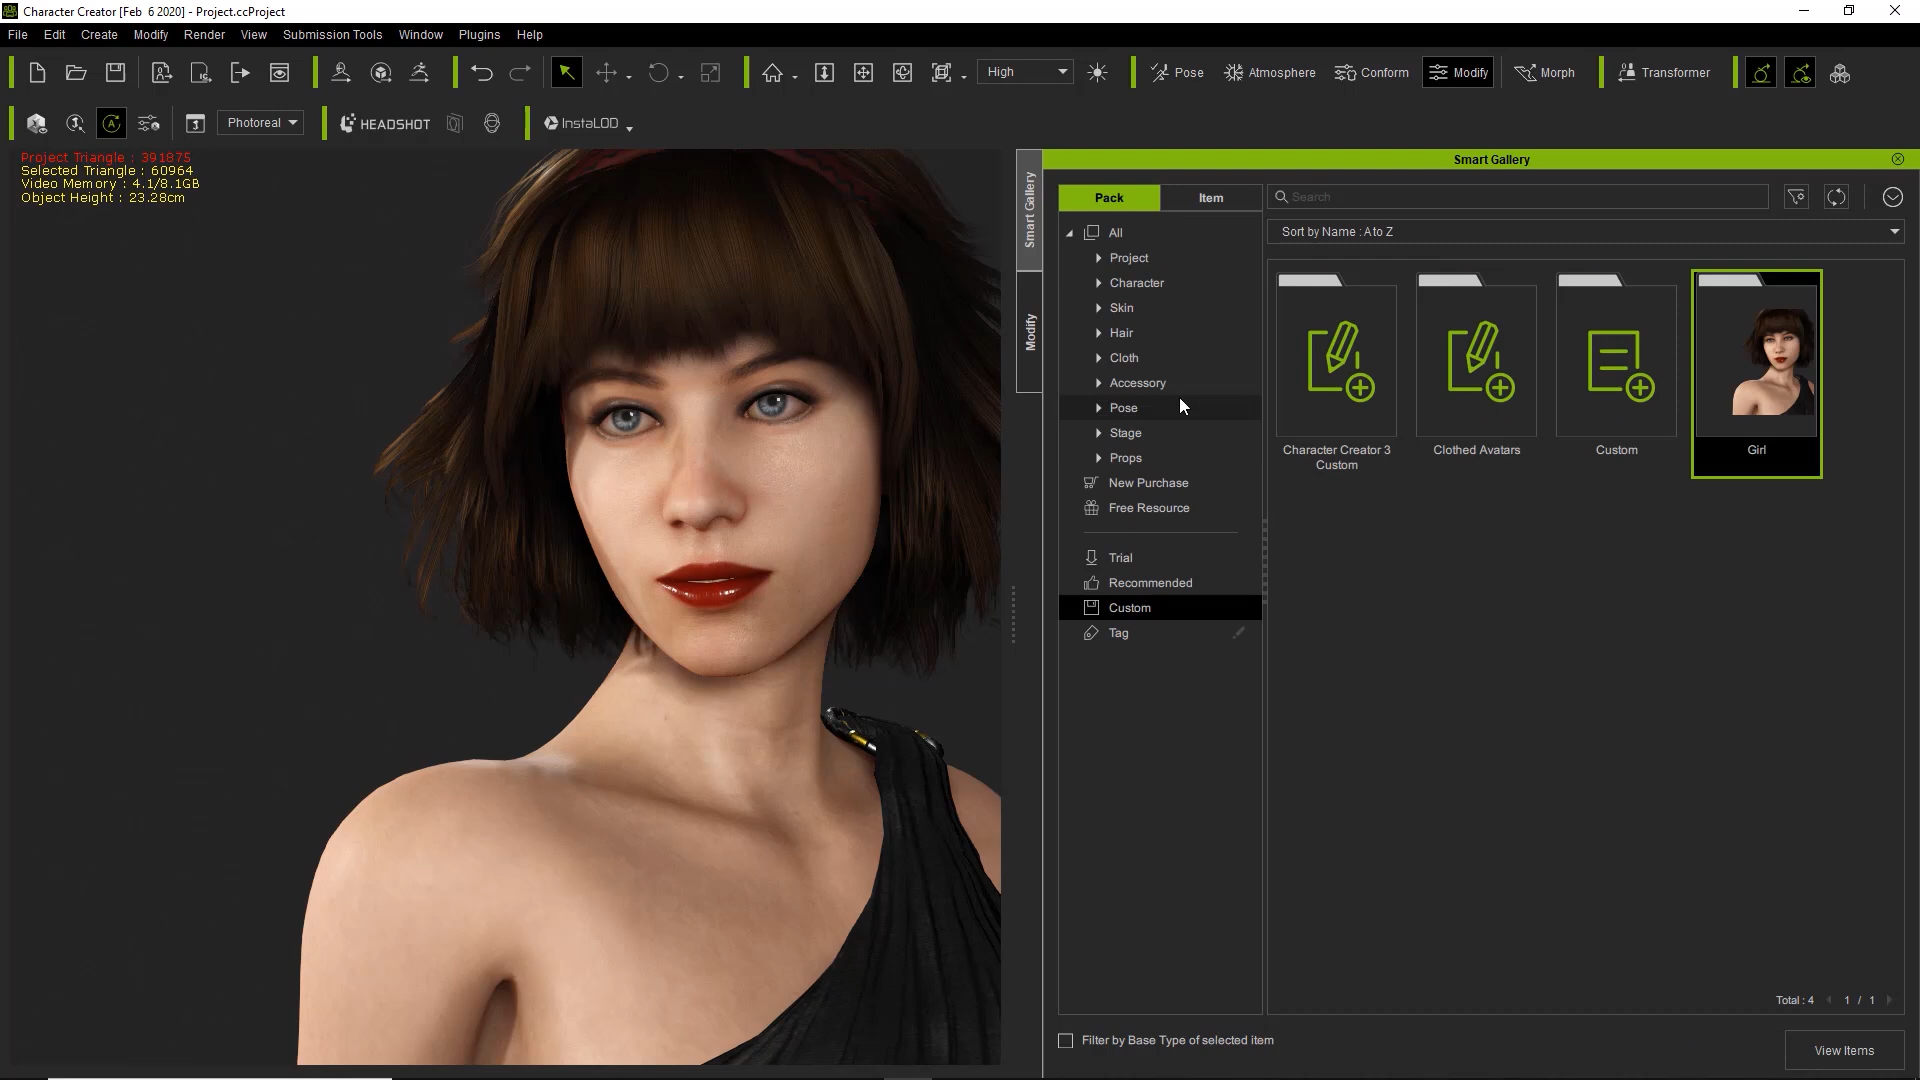 Character Creator [Feb  6 2020] - Project.ccProject
File Edit Create Modify Render View Submission Tools Window Plugins Help
High Pose Atmosphere Conform Modify Morph Transformer
Photoreal HEADSHOT InstaLOD
Project Triangle : 391875
Selected Triangle : 60964
Video Memory : 4.1/8.1GB
Object Height : 23.28cm
Smart Gallery
Modify
Smart Gallery
Pack Item
Search
Sort by Name : A to Z
All
Project
Character
Skin
Hair
Cloth
Accessory
Pose
Stage
Props
New Purchase
Free Resource
Trial
Recommended
Custom
Tag
Character Creator 3
Custom
Clothed Avatars
Custom
Girl
Total : 4 1 / 1
Filter by Base Type of selected item
View Items